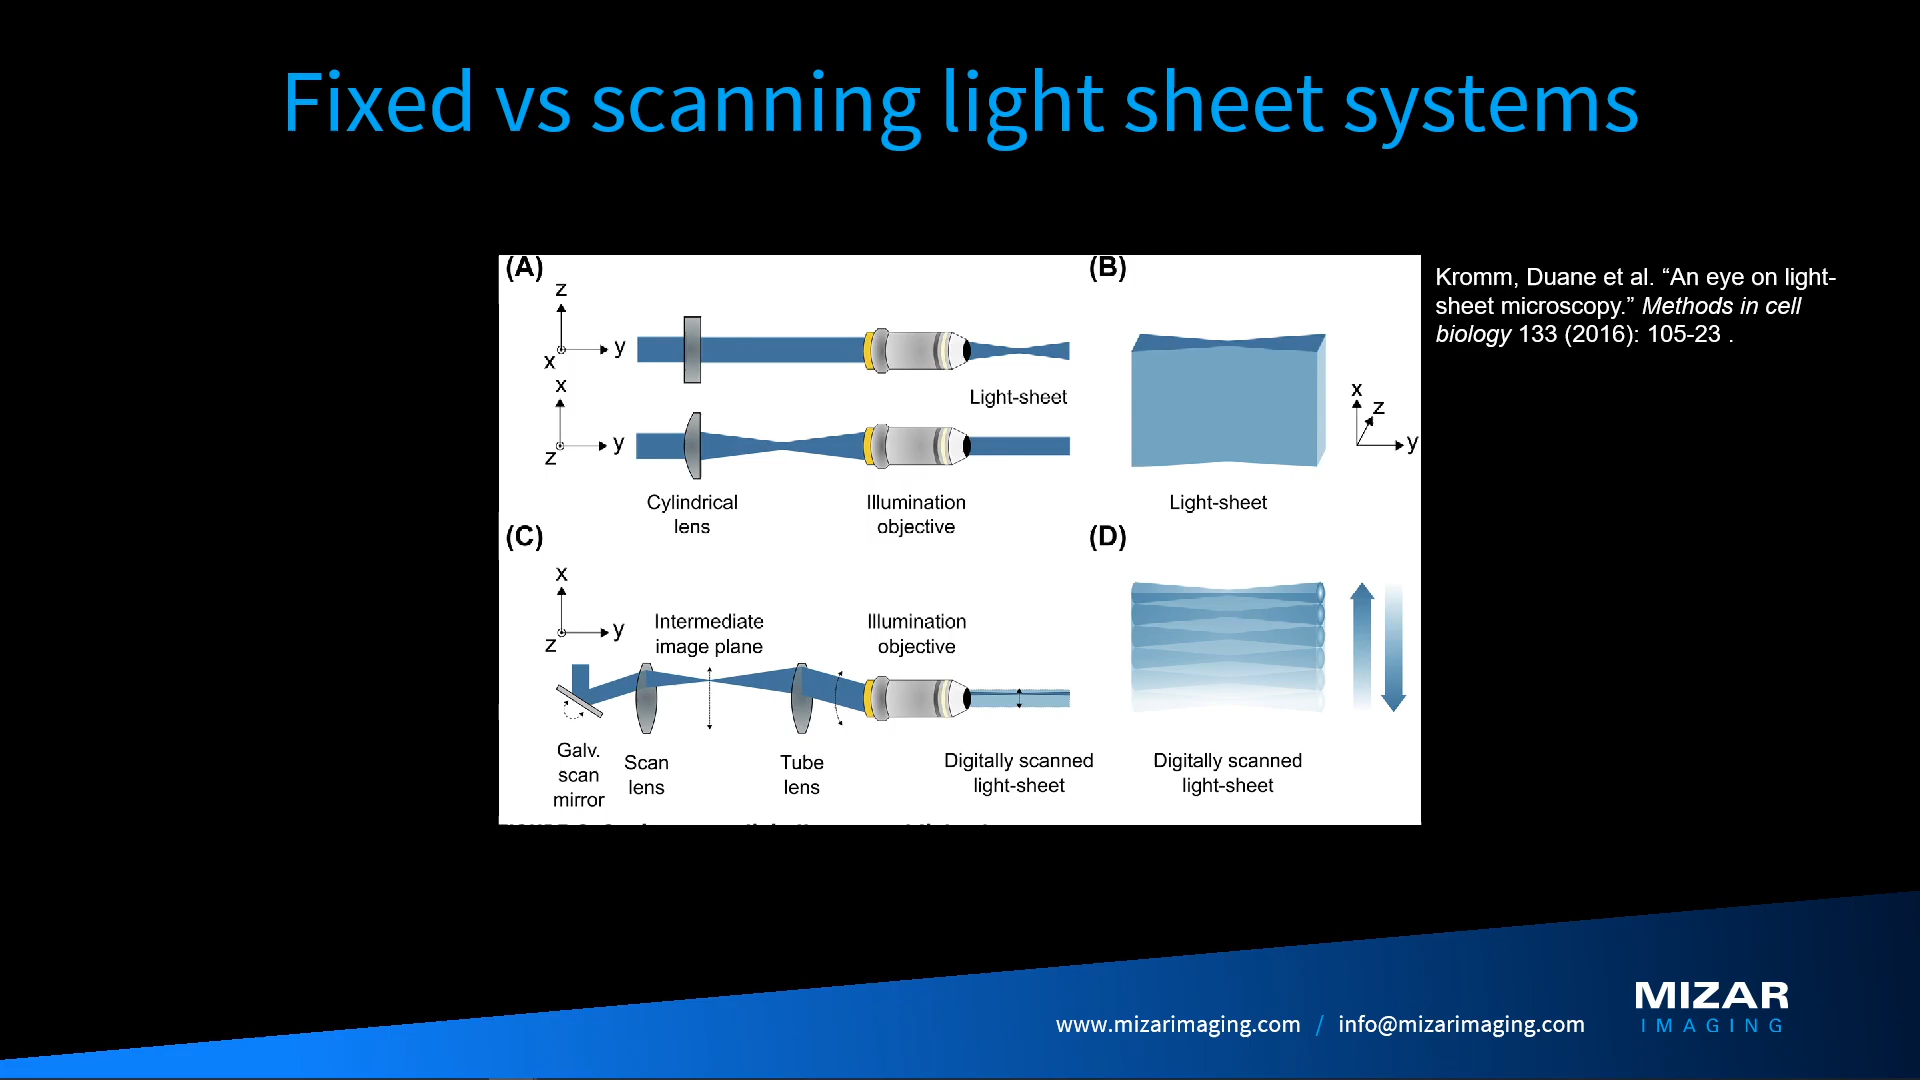 Fixed vs scanning light sheet systems
(A)
(B)
Kromm, Duane et al. “An eye on light-
sheet microscopy.” Methods in cell
biology 133 (2016): 105-23 .
z
y
x
x
y
z
Light-sheet
x
z
y
Cylindrical
lens
Illumination
objective
Light-sheet
(C)
(D)
x
y
z
Intermediate
image plane
Illumination
objective
Galv.
scan
mirror
Scan
lens
Tube
lens
Digitally scanned
light-sheet
Digitally scanned
light-sheet
MIZAR
IMAGING
www.mizarimaging.com / info@mizarimaging.com